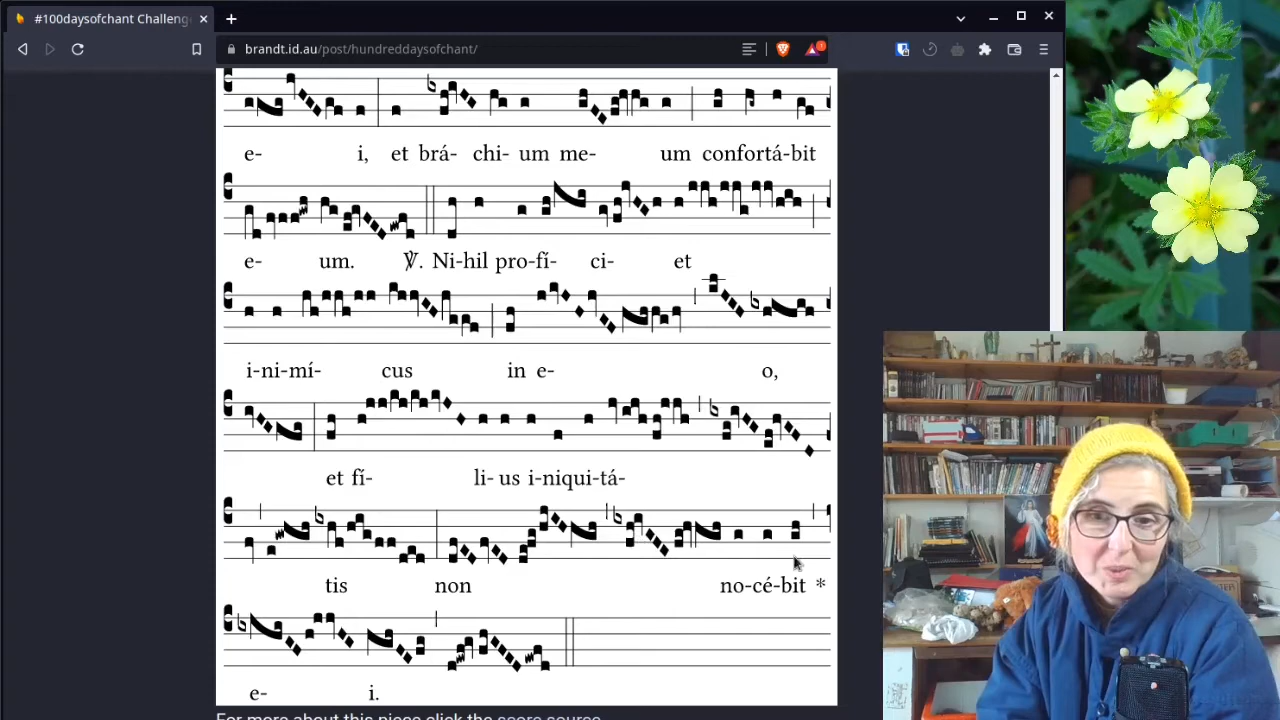 #100daysofchant Challeng
brandt.id.au/post/hundreddaysofchant/
e- i, et brá- chi- um me- um confortá-bit
e- um. ℣. Ni-hil pro-fí- ci- et
i-ni-mí- cus in e- o,
et fí- li- us i-niqui-tá-
tis non no-cé-bit *
e- i.
For more about this piece click the score source